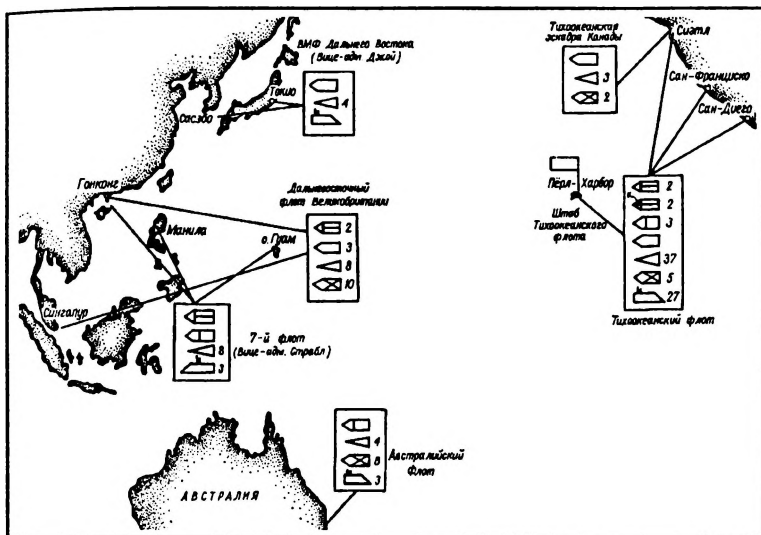 ВМФ Дальнего Востока
(Вице-адм Джой)
Токио
Сасэбо
4
Тихоокеанская
эскадра Канады
3
2
Сиэтл
Сан-Франциско
Сан-Диего
Гонконг
Манила
о. Гуам
Сингапур
Дальневосточный
флот Великобритании
2
3
8
10
Пёрл-Харбор
Штаб
Тихоокеанского
флота
2
2
3
37
5
27
Тихоокеанский флот
8
3
7-й флот
(Вице-адм. Страбл)
4
8
3
Австралийский
Флот
АВСТРАЛИЯ